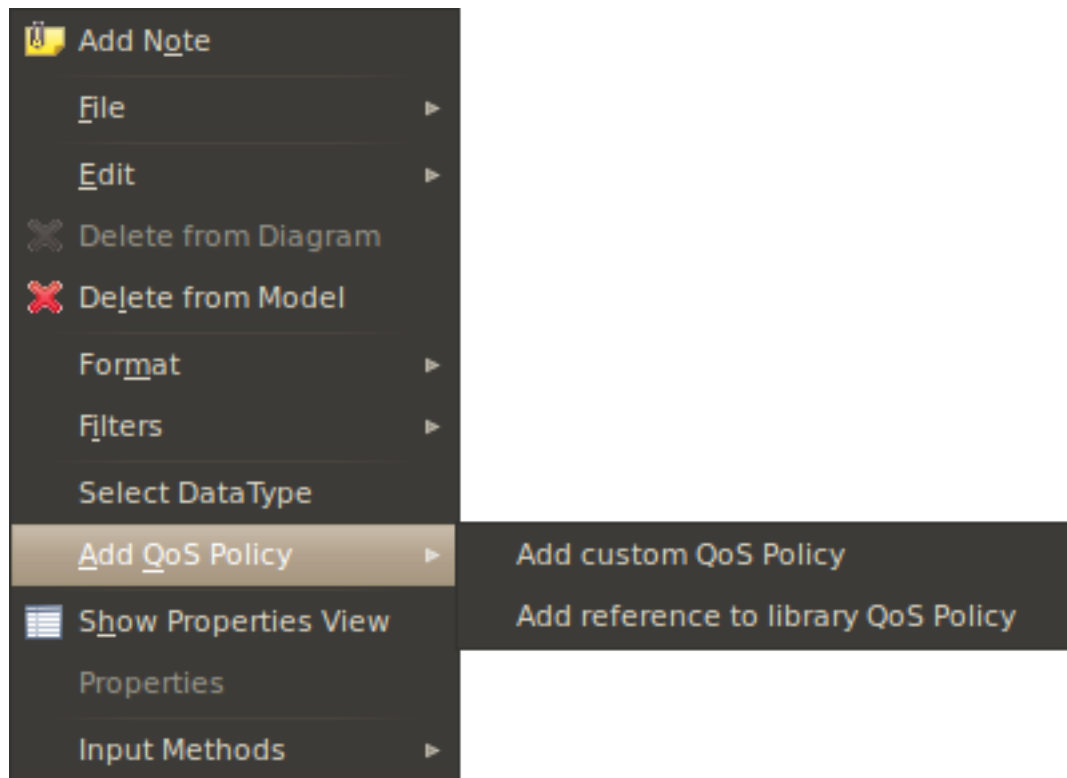 Add Note
File
Edit
Delete from Diagram
Delete from Model
Format
Filters
Select DataType
Add QoS Policy
Add custom QoS Policy
Add reference to library QoS Policy
Show Properties View
Properties
Input Methods